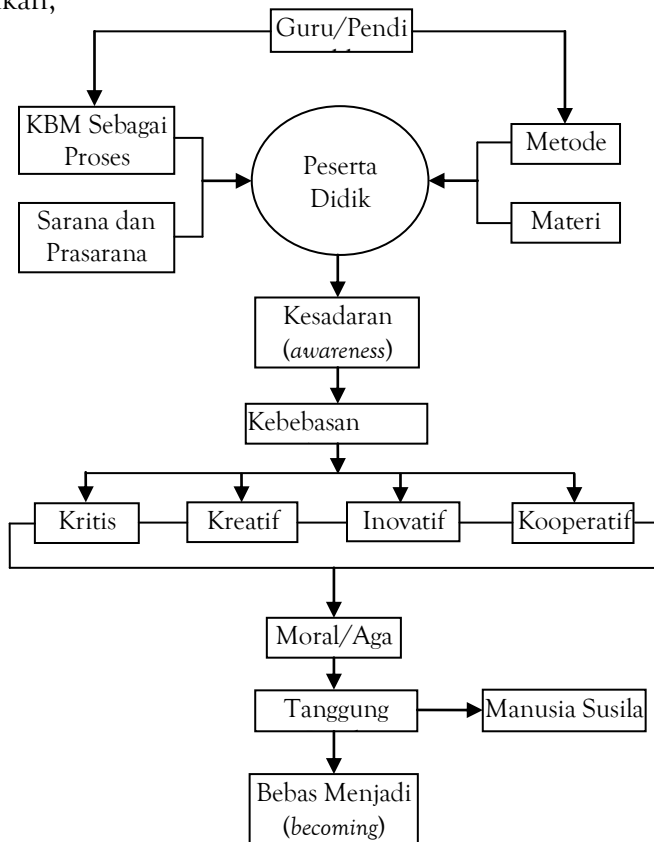 Guru/Pendi
KBM Sebagai
Proses
Metode
Peserta
Didik
Sarana dan
Prasarana
Materi
Kesadaran
(awareness)
Kebebasan
Kritis
Kreatif
Inovatif
Kooperatif
Moral/Aga
Tanggung
Manusia Susila
Bebas Menjadi
(becoming)